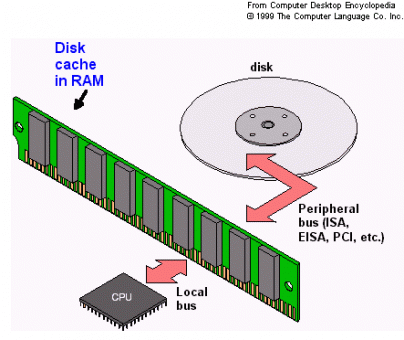 From Computer Desktop Encyclopedia
© 1999 The Computer Language Co. Inc.
Disk
cache
in RAM
disk
Peripheral
bus (ISA,
EISA, PCI, etc.)
Local
bus
CPU